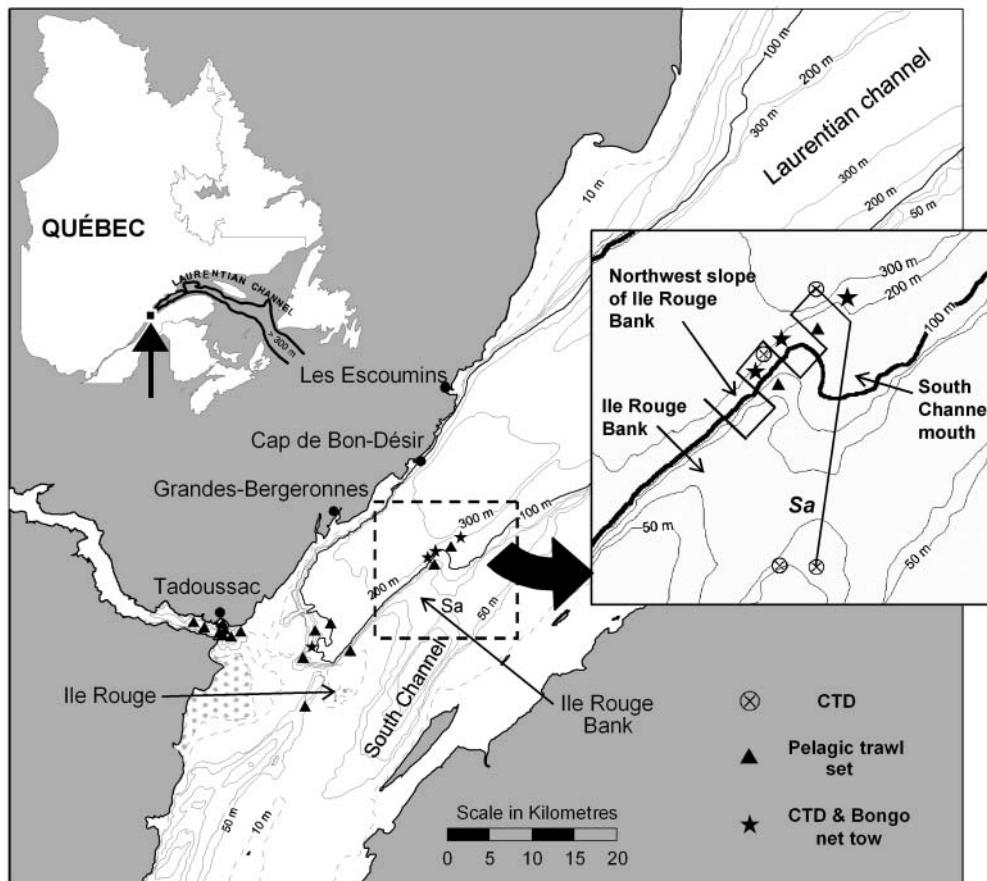 QUÉBEC
LAURENTIAN CHANNEL
> 300 m
Les Escoumins
Cap de Bon-Désir
Grandes-Bergeronnes
Tadoussac
Ile Rouge
10 m
100 m
200 m
300 m
Laurentian channel
300 m
200 m
50 m
300 m
100 m
200 m
Sa
50 m
South Channel
Ile Rouge
Bank
50 m
10 m
Northwest slope
of Ile Rouge
Bank
Ile Rouge
Bank
300 m
200 m
100 m
South
Channe
mouth
Sa
50 m
50 m
CTD
Pelagic trawl
set
CTD & Bongo
net tow
Scale in Kilometres
0 5 10 15 20